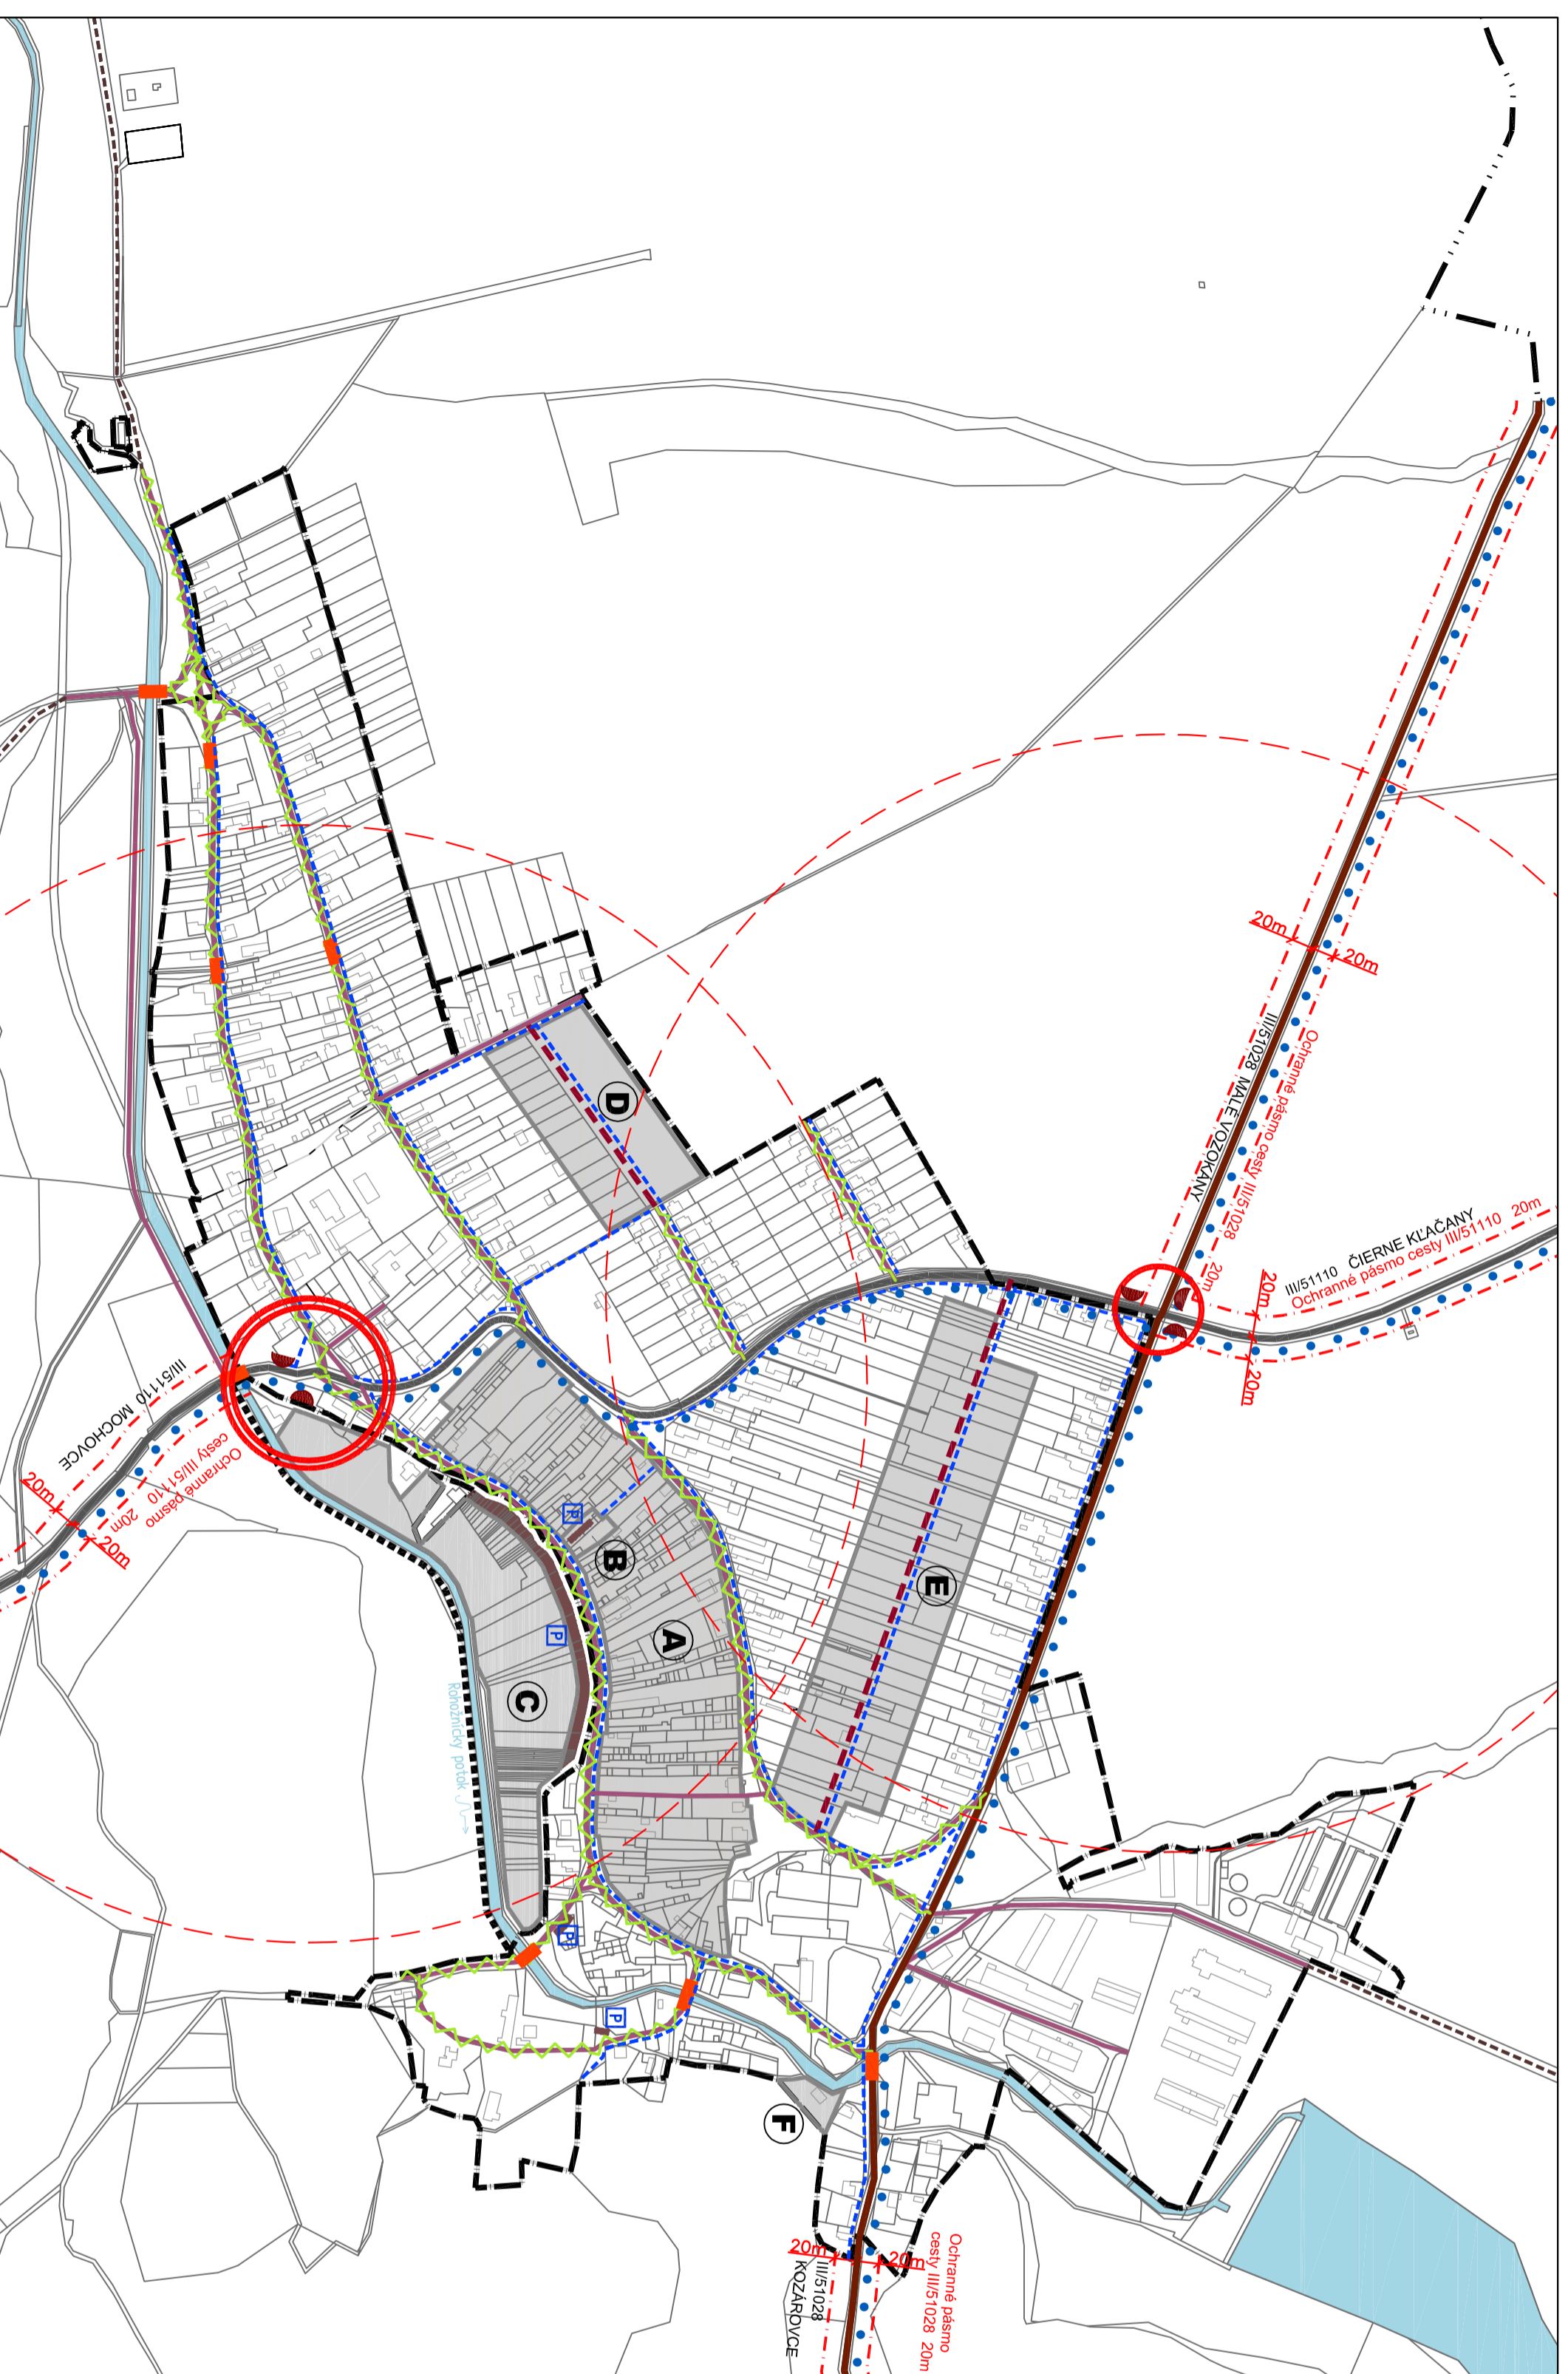 20m
20m
III/51028 MALÉ VOZOKANY
Ochranné pásmo cesty III/51028 20m
III/51110 ČIERNE KĽAČANY
Ochranné pásmo cesty III/51110 20m
20m
20m
D
E
III/51110 MOCHOVCE
Ochranné pásmo
cesty III/51110 20m
20m
20m
P
B
A
P
C
Rohožnický potok
P
P
F
20m
20m
III/51028
KOZÁROVCE
Ochranné pásmo
cesty III/51028 20m